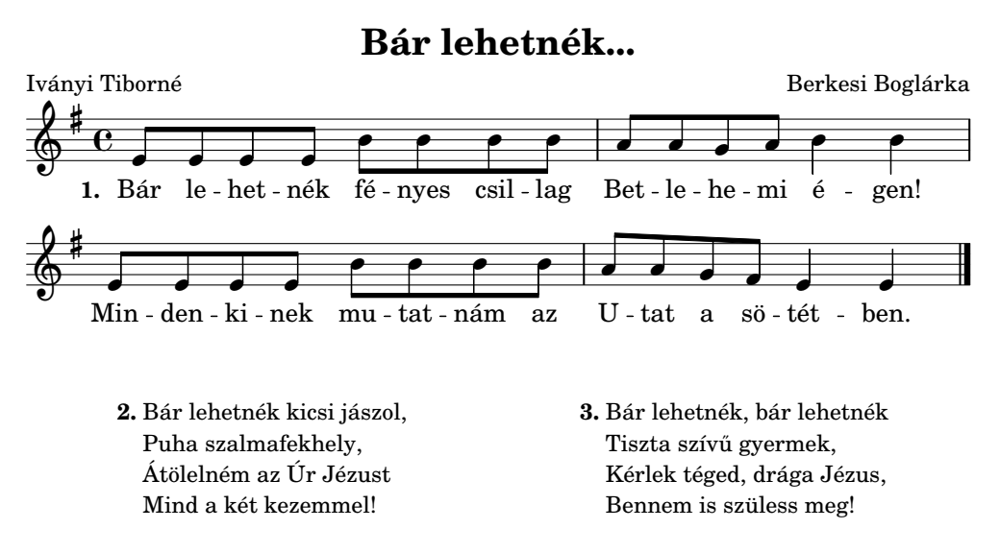 Bár lehetnék...
Iványi Tiborné
Berkesi Boglárka
1. Bár le - het - nék fé - nyes csil - lag Bet - le - he - mi é - gen!
Min - den - ki - nek mu - tat - nám az U - tat a sö - tét - ben.
2. Bár lehetnék kicsi jászol,
Puha szalmafekhely,
Átölelném az Úr Jézust
Mind a két kezemmel!
3. Bár lehetnék, bár lehetnék
Tiszta szívű gyermek,
Kérlek téged, drága Jézus,
Bennem is szüless meg!